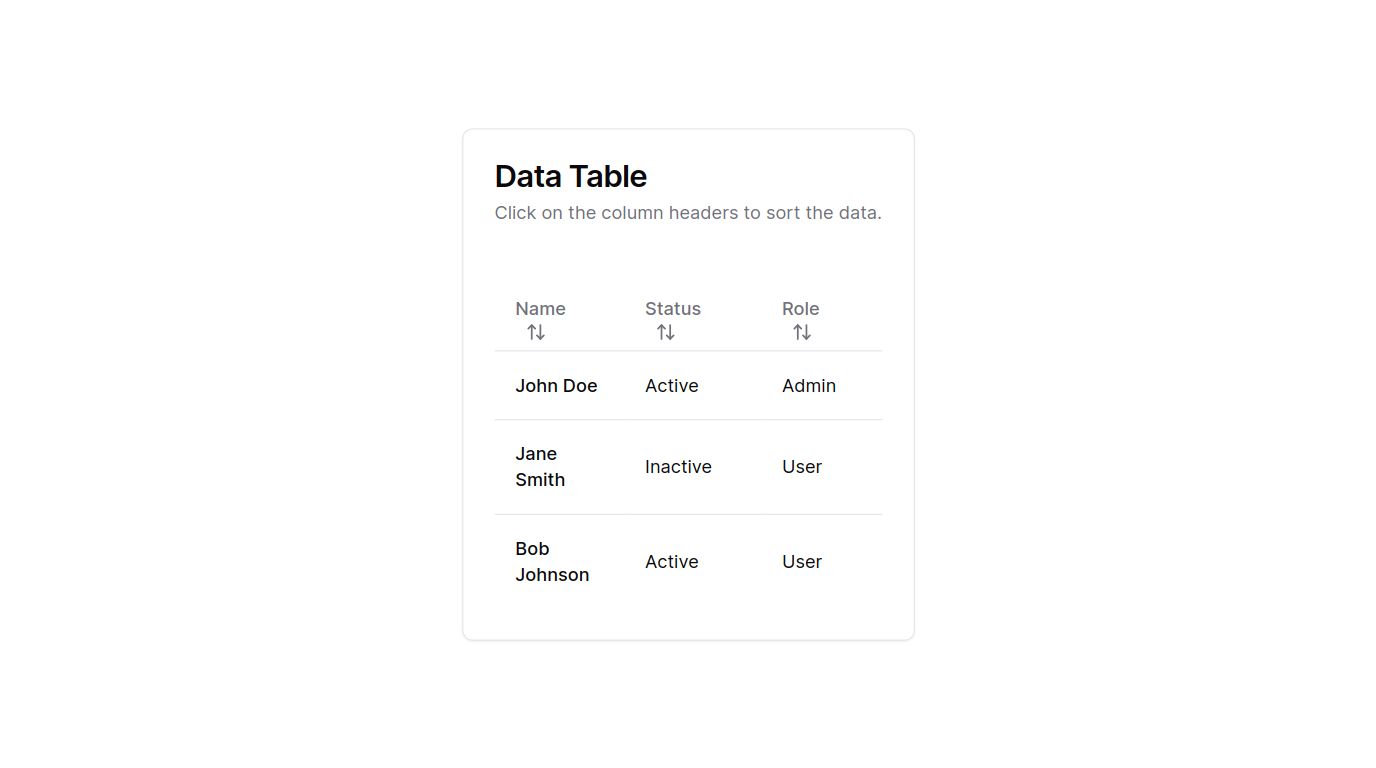 Data Table
Click on the column headers to sort the data.
Name Status Role
John Doe Active Admin
Jane
Smith Inactive User
Bob
Johnson Active User